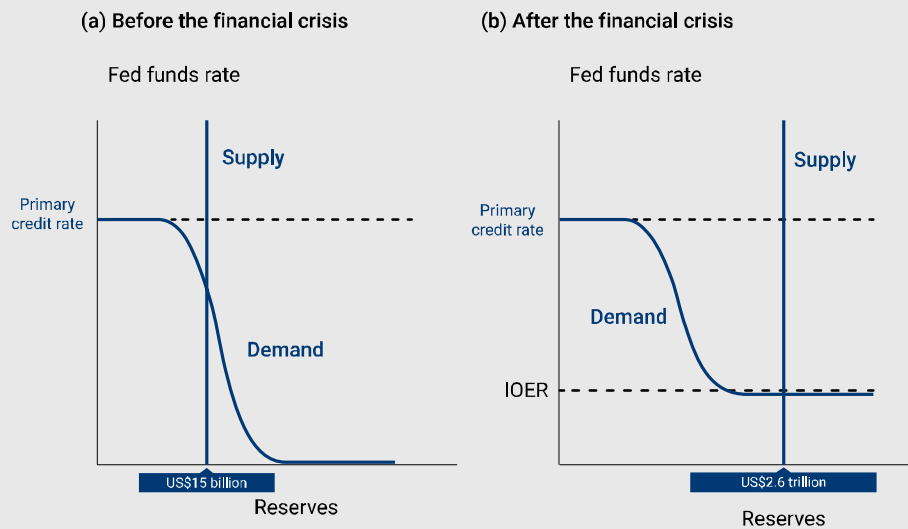 (a) Before the financial crisis
Fed funds rate
Supply
Primary
credit rate
Demand
US$15 billion
Reserves
(b) After the financial crisis
Fed funds rate
Supply
Primary
credit rate
Demand
IOER
US$2.6 trillion
Reserves